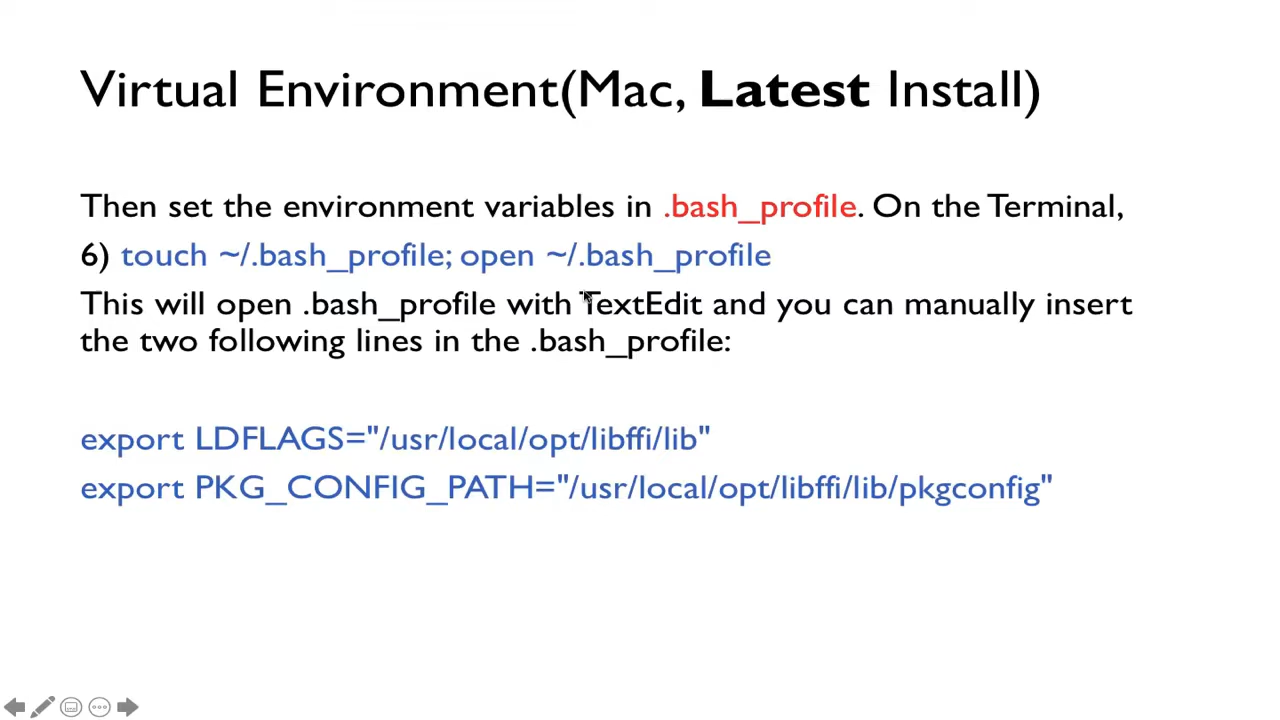 Virtual Environment(Mac, Latest Install)
Then set the environment variables in .bash_profile. On the Terminal,
6) touch ~/.bash_profile; open ~/.bash_profile
This will open .bash_profile with TextEdit and you can manually insert
the two following lines in the .bash_profile:
export LDFLAGS="/usr/local/opt/libffi/lib"
export PKG_CONFIG_PATH="/usr/local/opt/libffi/lib/pkgconfig"